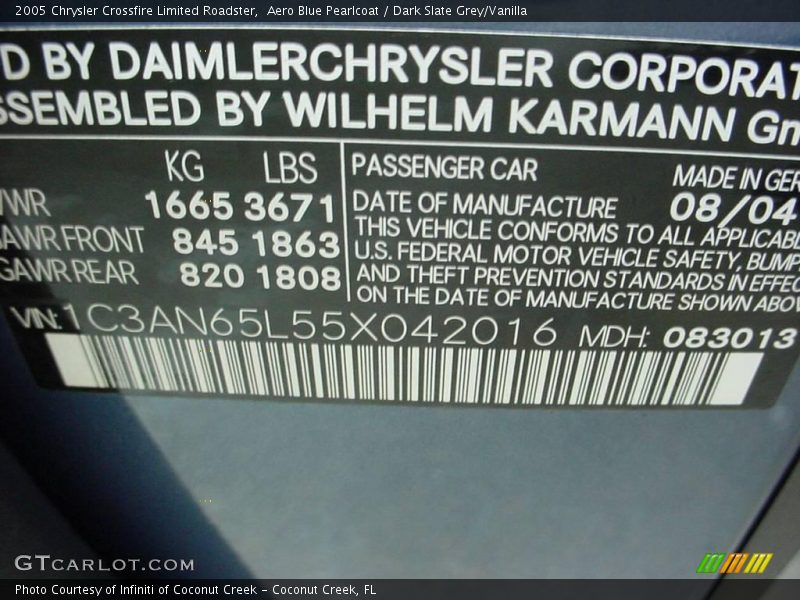 2005 Chrysler Crossfire Limited Roadster, Aero Blue Pearlcoat / Dark Slate Grey/Vanilla
D BY DAIMLERCHRYSLER CORPORAT
SSEMBLED BY WILHELM KARMANN Gm
KG LBS
VWR 1665 3671
GAWR FRONT 845 1863
GAWR REAR 820 1808
PASSENGER CAR MADE IN GER
DATE OF MANUFACTURE 08/04
THIS VEHICLE CONFORMS TO ALL APPLICABL
U.S. FEDERAL MOTOR VEHICLE SAFETY, BUMP
AND THEFT PREVENTION STANDARDS IN EFFEC
ON THE DATE OF MANUFACTURE SHOWN ABOV
VIN: 1C3AN65L55X042016 MDH: 083013
GTCARLOT.COM
Photo Courtesy of Infiniti of Coconut Creek - Coconut Creek, FL